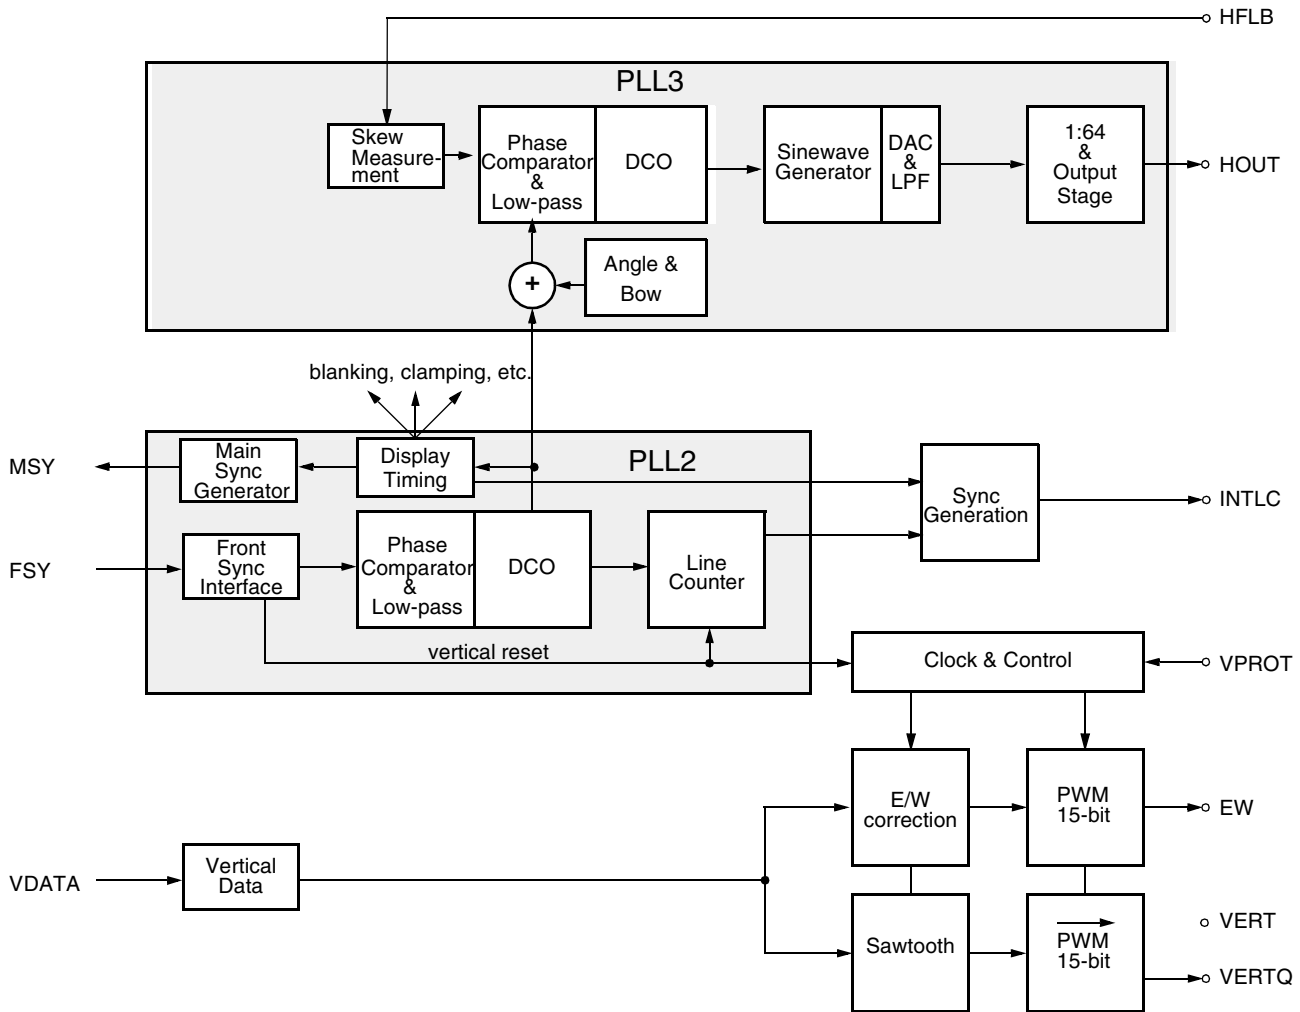 HFLB
PLL3
Skew
Measure-
ment
Phase
Comparator
&
Low-pass
DCO
Sinewave
Generator
DAC
&
LPF
1:64
&
Output
Stage
HOUT
+
Angle &
Bow
blanking, clamping, etc.
PLL2
MSY
Main
Sync
Generator
Display
Timing
Sync
Generation
INTLC
FSY
Front
Sync
Interface
Phase
Comparator
&
Low-pass
DCO
Line
Counter
vertical reset
Clock & Control
VPROT
E/W
correction
PWM
15-bit
EW
VDATA
Vertical
Data
Sawtooth
PWM
15-bit
VERT
VERTQ